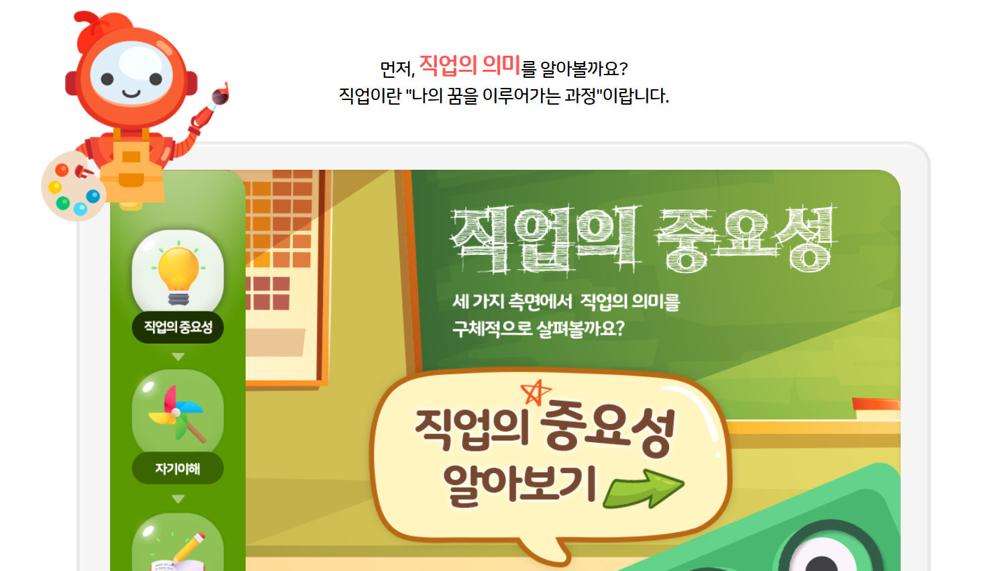 먼저, 직업의 의미를 알아볼까요?
직업이란 "나의 꿈을 이루어가는 과정"이랍니다.
직업의 중요성
세 가지 측면에서 직업의 의미를
구체적으로 살펴볼까요?
직업의 중요성
자기이해
직업의 중요성
알아보기